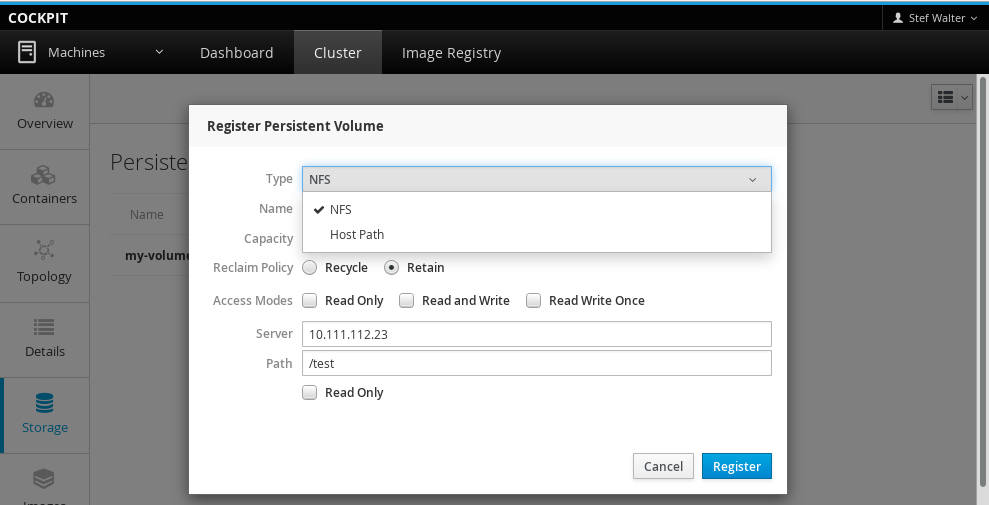 COCKPIT
Stef Walter
Machines
Dashboard
Cluster
Image Registry
Overview
Containers
Topology
Details
Storage
Persiste
Name
my-volume
Register Persistent Volume
Type NFS
NFS
Host Path
Name
Capacity
Reclaim Policy Recycle Retain
Access Modes Read Only Read and Write Read Write Once
Server 10.111.112.23
Path /test
Read Only
Cancel Register